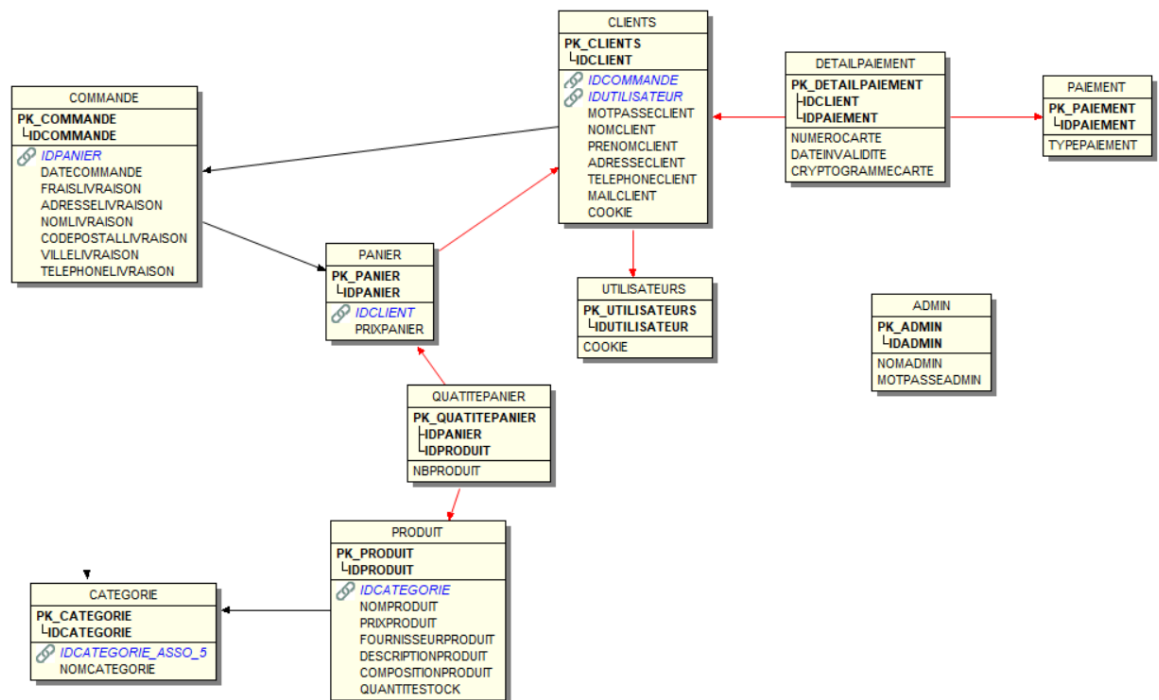 CLIENTS
PK_CLIENTS
IDCLIENT
IDCOMMANDE
IDUTILISATEUR
MOTPASSECLIENT
NOMCLIENT
PRENOMCLIENT
ADRESSECLIENT
TELEPHONECLIENT
MAILCLIENT
COOKIE
DETAILPAIEMENT
PK_DETAILPAIEMENT
IDCLIENT
IDPAIEMENT
NUMEROCARTE
DATEINVALIDITE
CRYPTOGRAMMECARTE
PAIEMENT
PK_PAIEMENT
IDPAIEMENT
TYPEPAIEMENT
COMMANDE
PK_COMMANDE
IDCOMMANDE
IDPANIER
DATECOMMANDE
FRAISLIVRAISON
ADRESSELIVRAISON
NOMLIVRAISON
CODEPOSTALLIVRAISON
VILLELIVRAISON
TELEPHONELIVRAISON
PANIER
PK_PANIER
IDPANIER
IDCLIENT
PRIXPANIER
UTILISATEURS
PK_UTILISATEURS
IDUTILISATEUR
COOKIE
ADMIN
PK_ADMIN
IDADMIN
NOMADMIN
MOTPASSEADMIN
QUATITEPANIER
PK_QUATITEPANIER
IDPANIER
IDPRODUIT
NBPRODUIT
PRODUIT
PK_PRODUIT
IDPRODUIT
IDCATEGORIE
NOMPRODUIT
PRIXPRODUIT
FOURNISSEURPRODUIT
DESCRIPTIONPRODUIT
COMPOSITIONPRODUIT
QUANTITESTOCK
CATEGORIE
PK_CATEGORIE
IDCATEGORIE
IDCATEGORIE_ASSO_5
NOMCATEGORIE